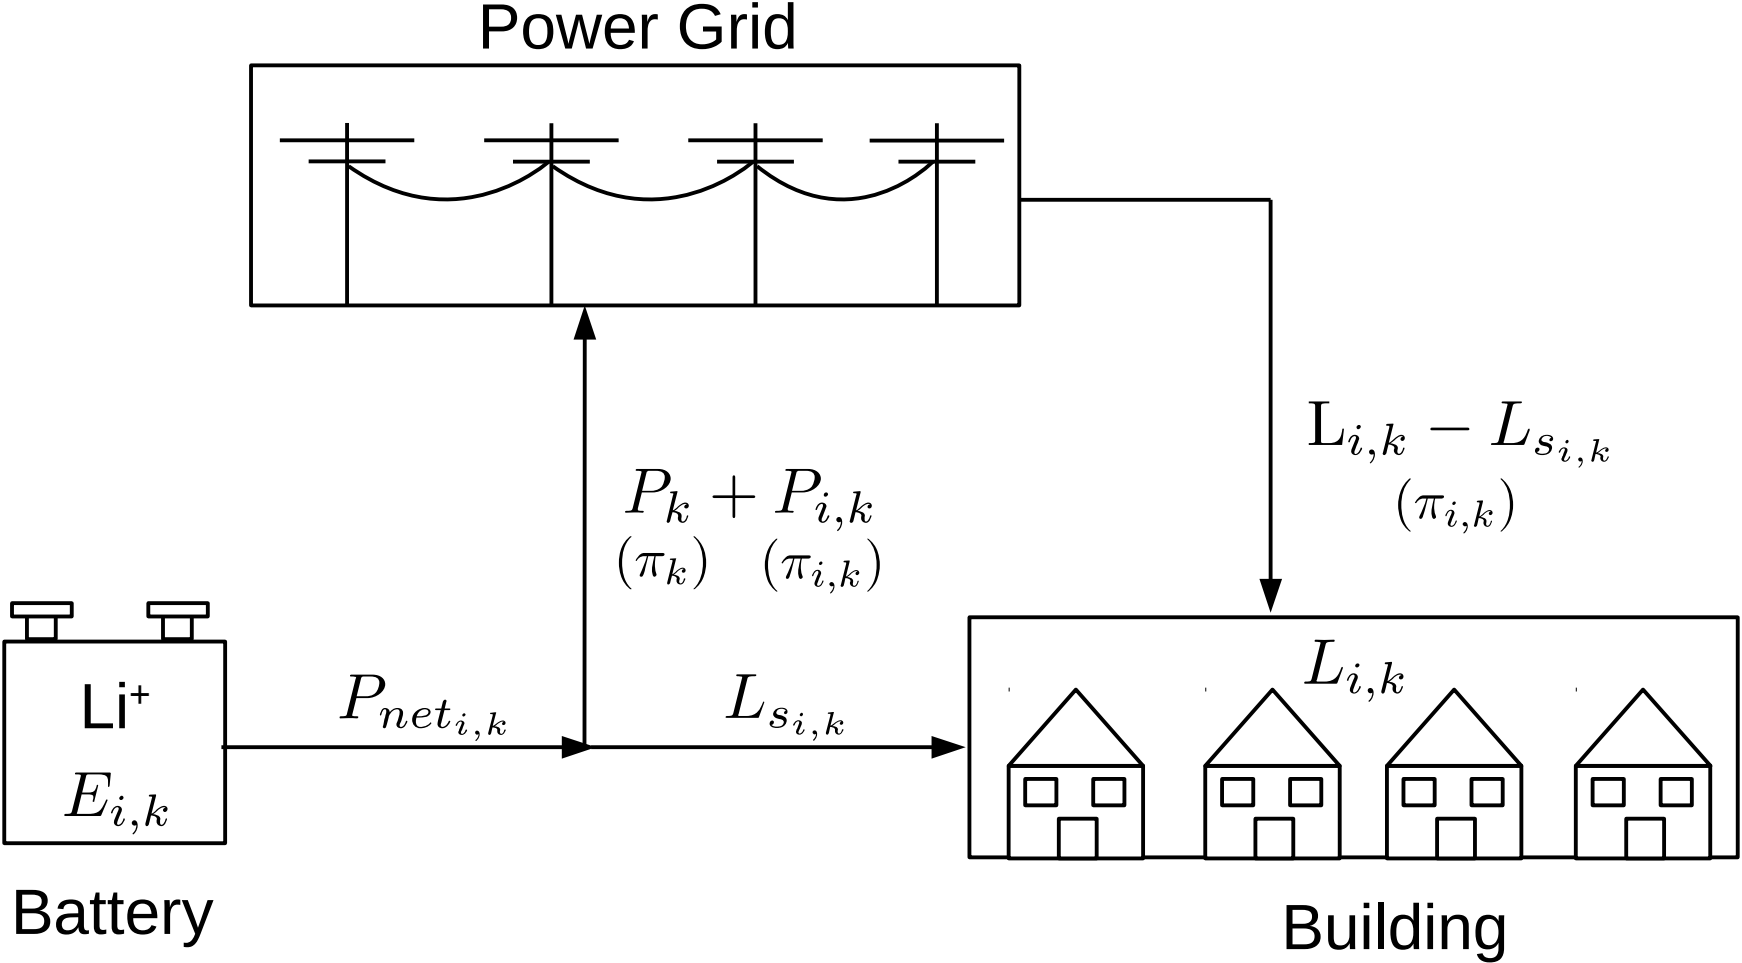 Power Grid
L_{i,k} − L_{s_{i,k}}
(π_{i,k})
P_k + P_{i,k}
(π_k) (π_{i,k})
L_{i,k}
Li⁺
P_{net_{i,k}}
L_{s_{i,k}}
E_{i,k}
Battery
Building